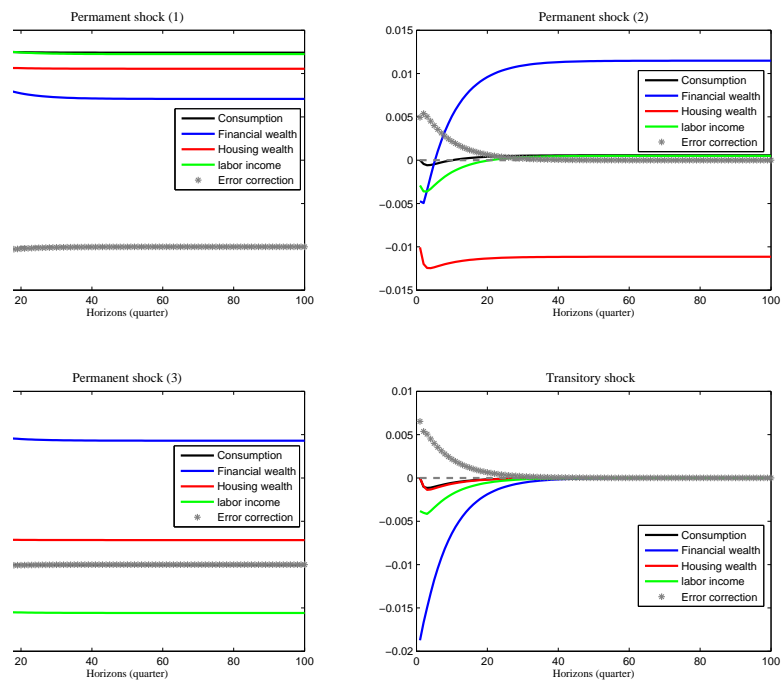 Permament shock (1)
Consumption
Financial wealth
Housing wealth
labor income
Error correction
20 40 60 80 100
Horizons (quarter)
Permanent shock (2)
0.015
0.01
0.005
0
−0.005
−0.01
−0.015
Consumption
Financial wealth
Housing wealth
labor income
Error correction
0 20 40 60 80 100
Horizons (quarter)
Permanent shock (3)
Consumption
Financial wealth
Housing wealth
labor income
Error correction
20 40 60 80 100
Horizons (quarter)
Transitory shock
0.01
0.005
0
−0.005
−0.01
−0.015
−0.02
Consumption
Financial wealth
Housing wealth
labor income
Error correction
0 20 40 60 80 100
Horizons (quarter)